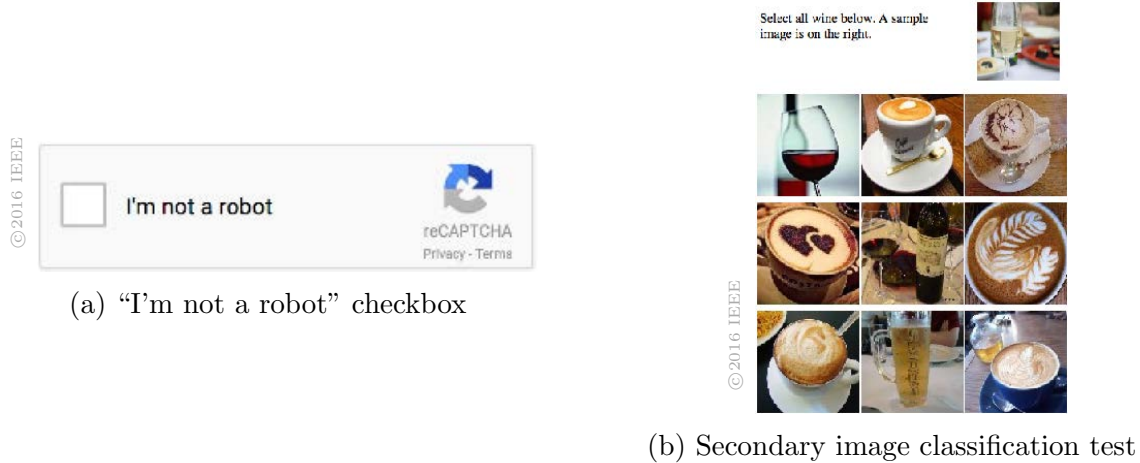 ©2016 IEEE
I'm not a robot
reCAPTCHA
Privacy - Terms
(a) “I’m not a robot” checkbox
Select all wine below. A sample
image is on the right.
©2016 IEEE
(b) Secondary image classification test